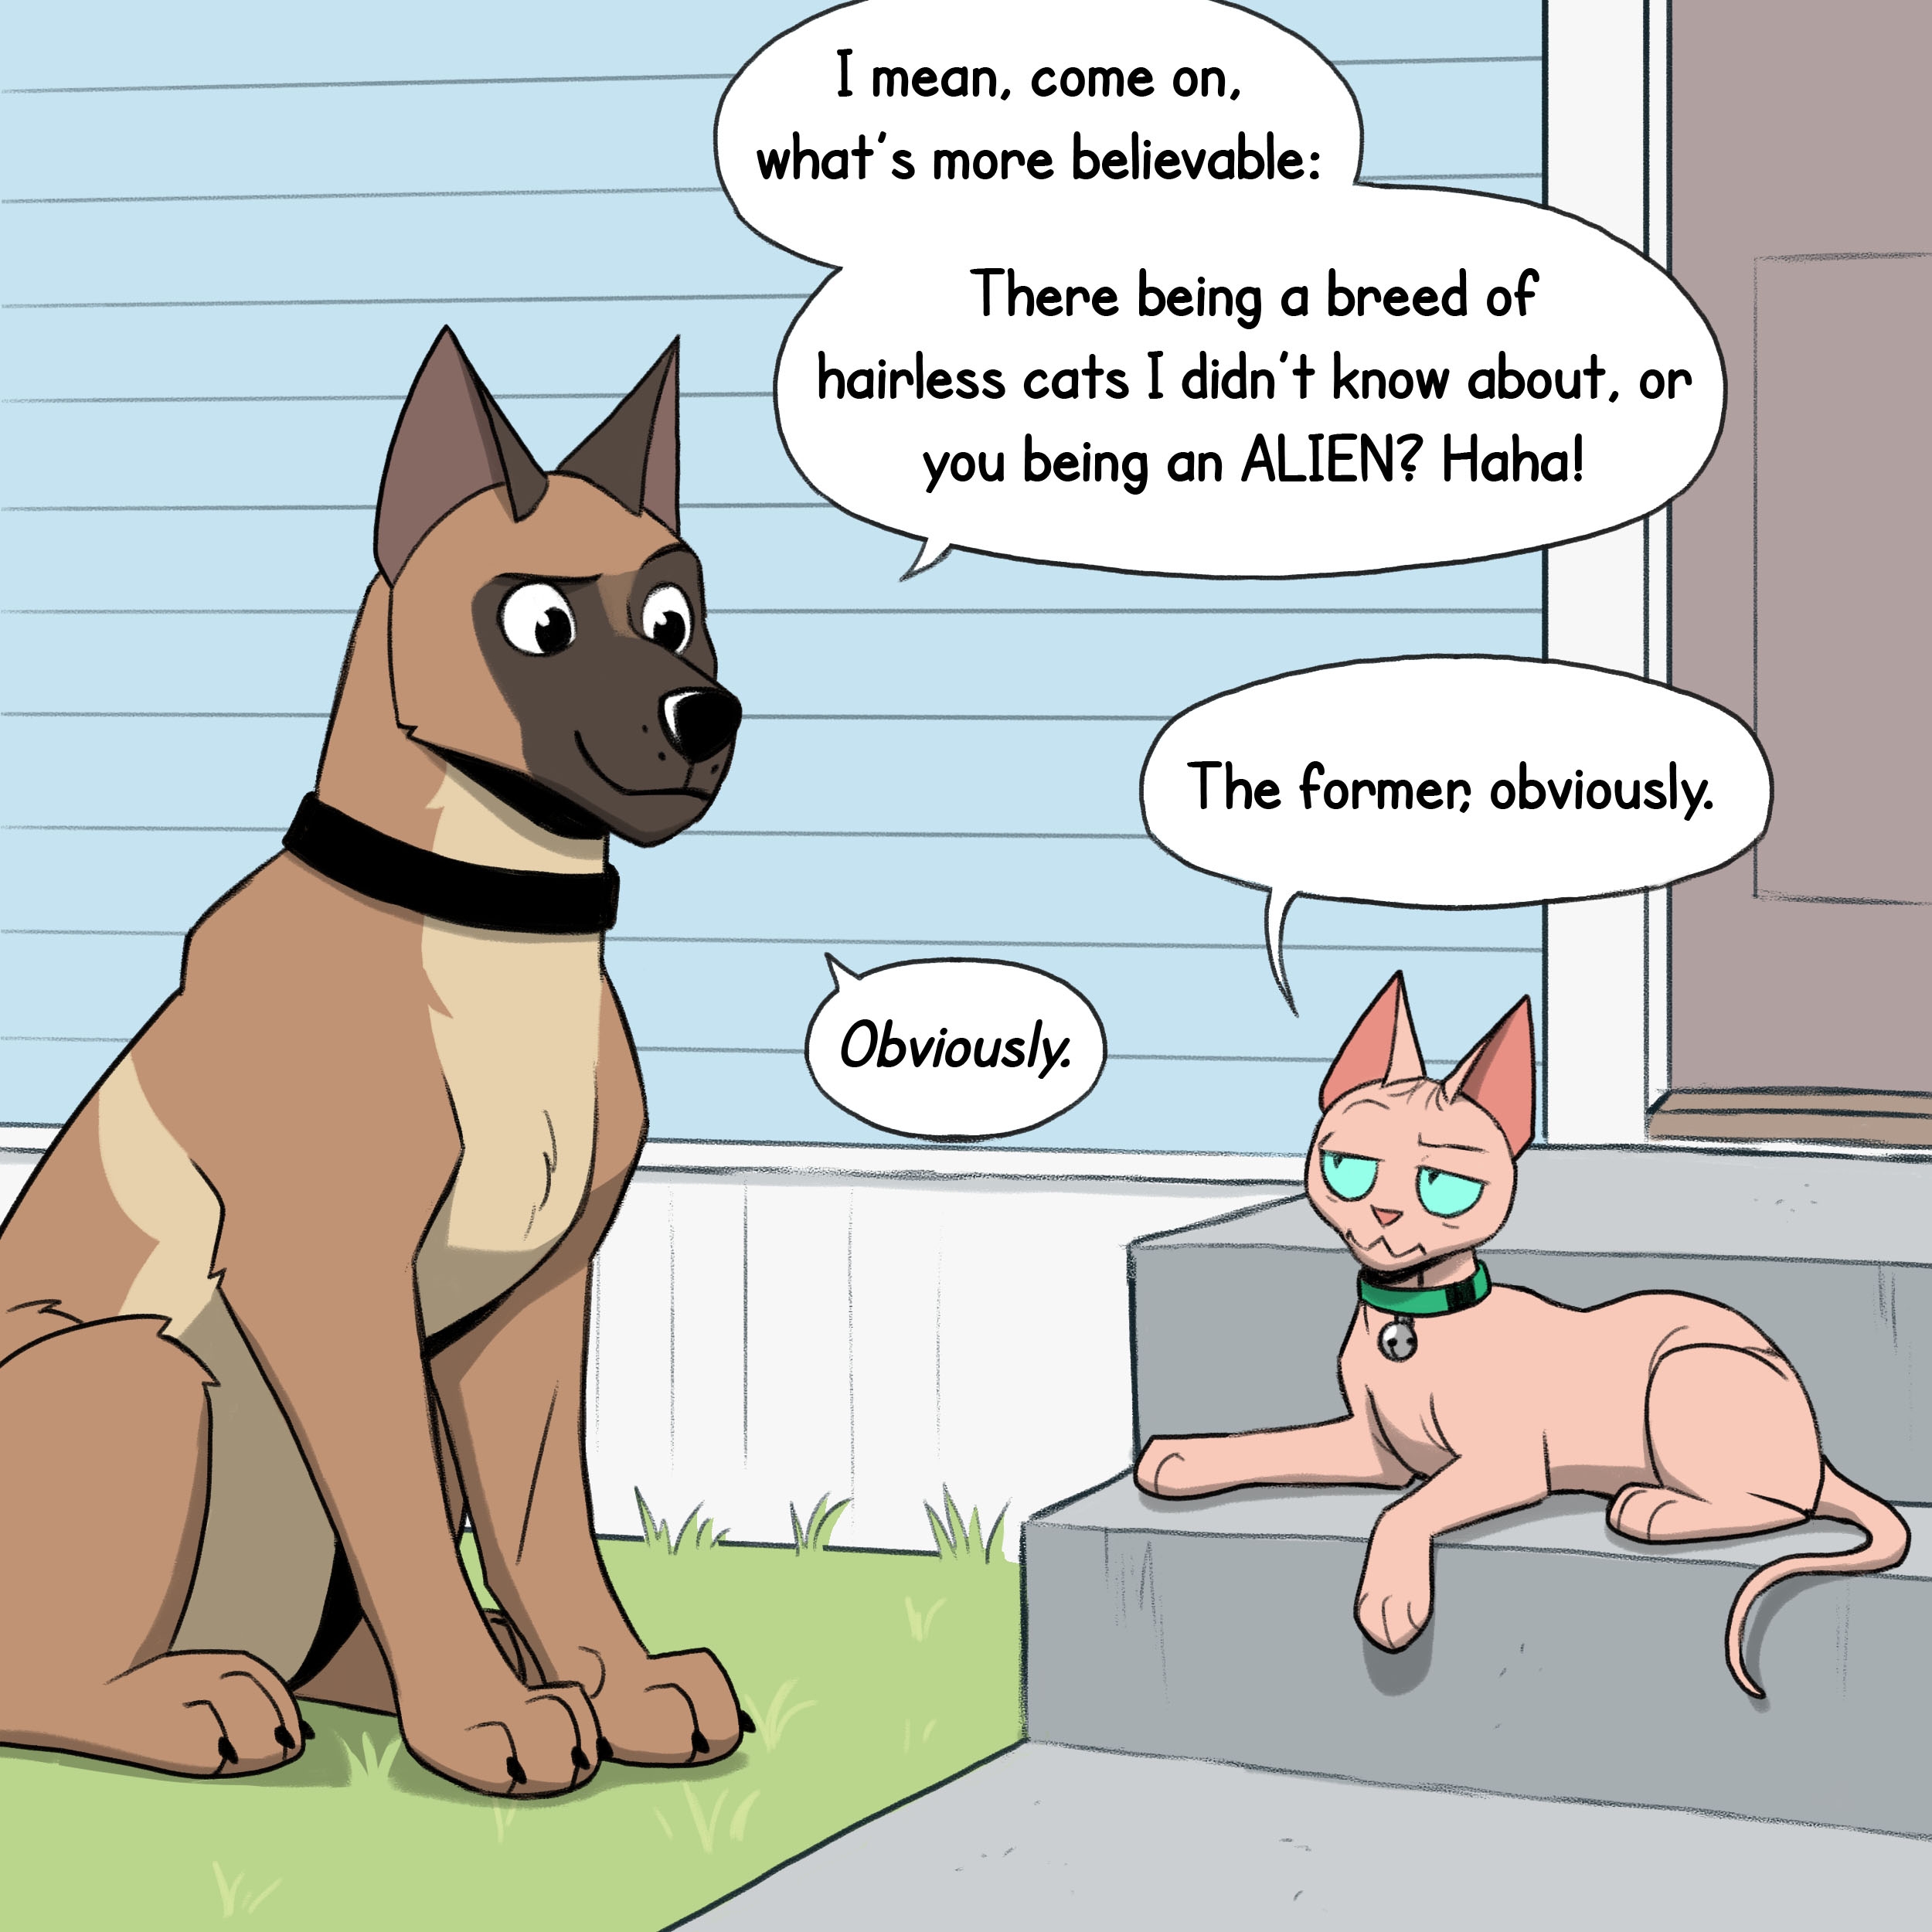 I mean, come on,
what's more believable:
There being a breed of
hairless cats I didn't know about, or
you being an ALIEN? Haha!
The former, obviously.
Obviously.